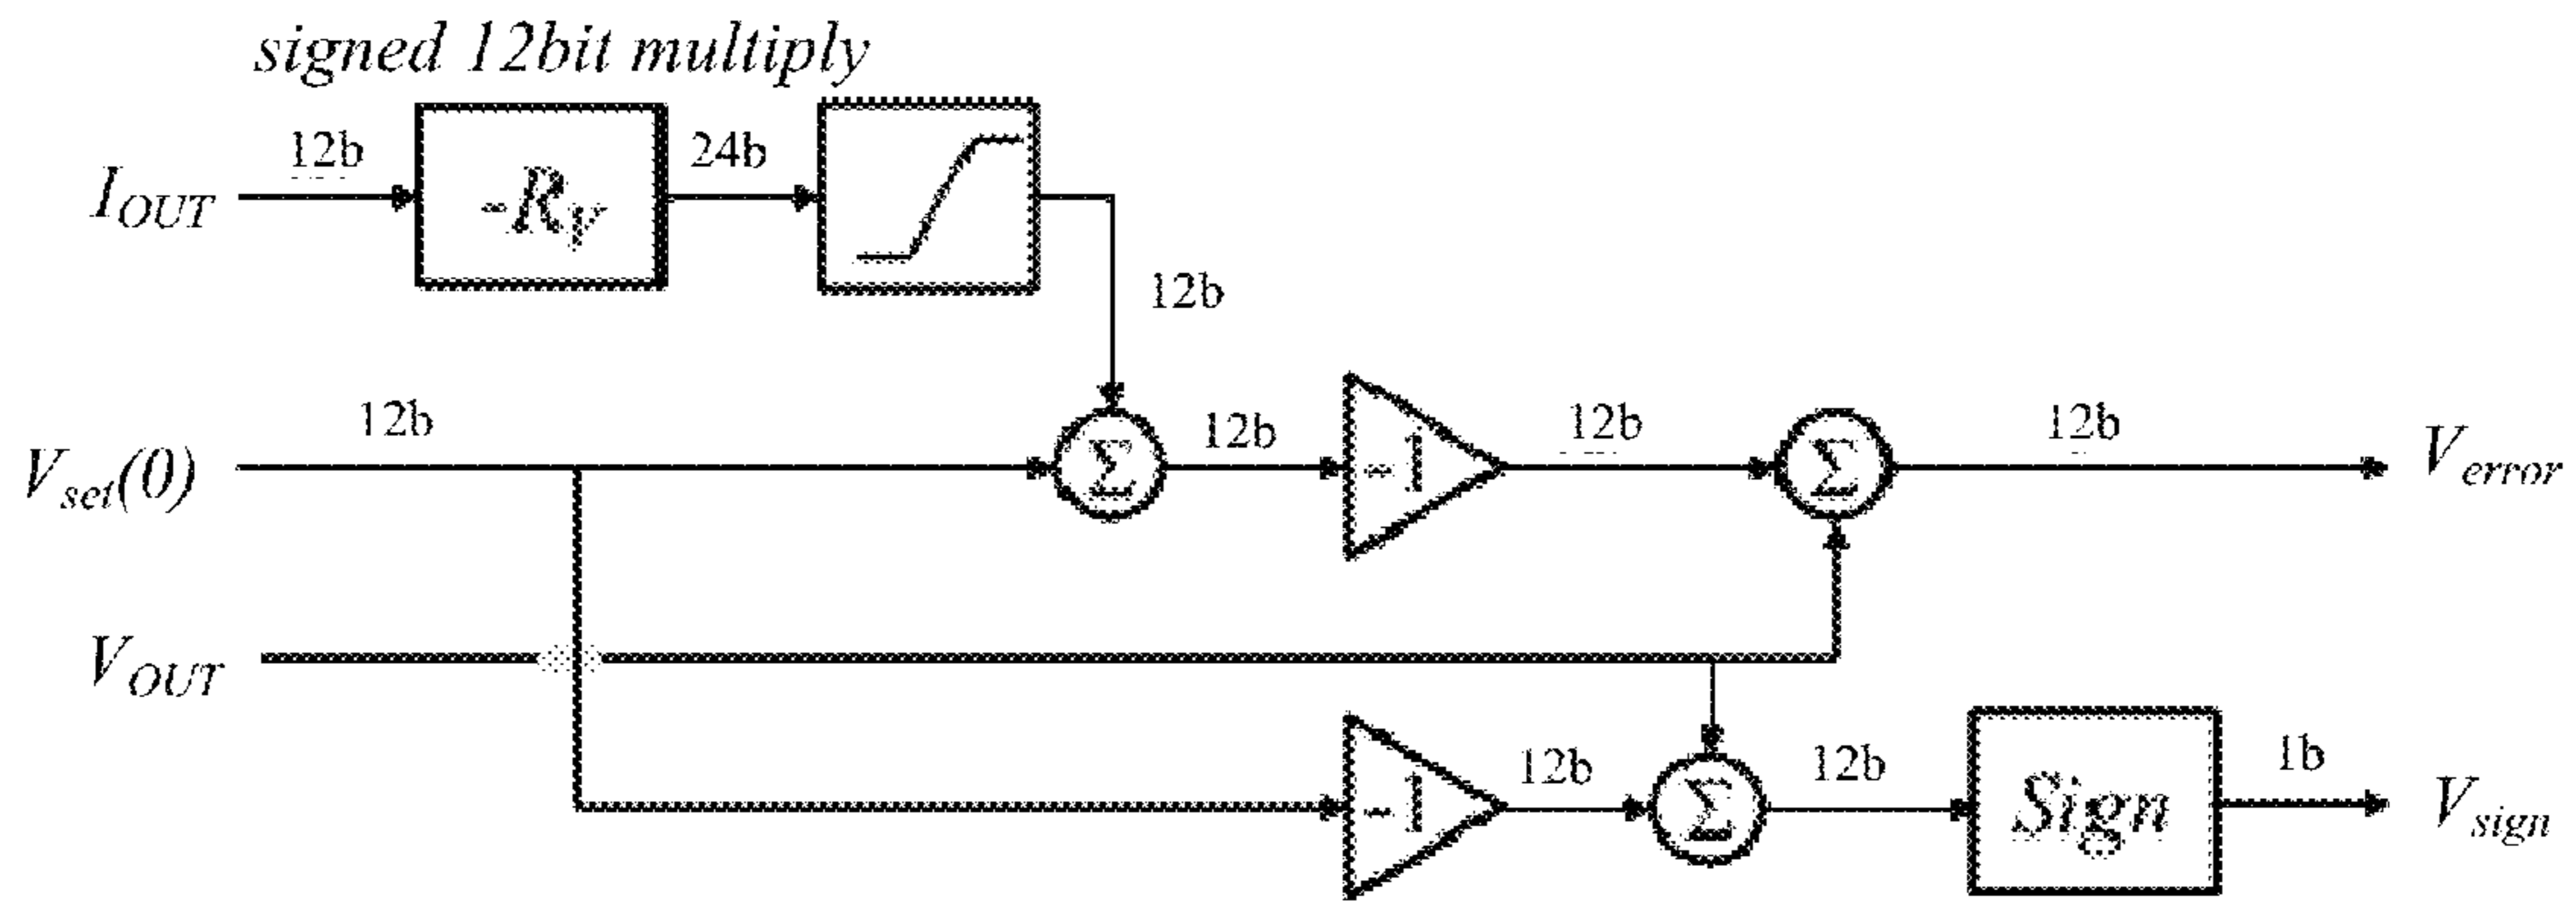 signed 12bit multiply
12b
24b
I_OUT
-R_V
12b
12b
12b
12b
12b
V_set(0)
Σ
-1
Σ
V_error
V_OUT
12b
12b
1b
-1
Σ
Sign
V_sign